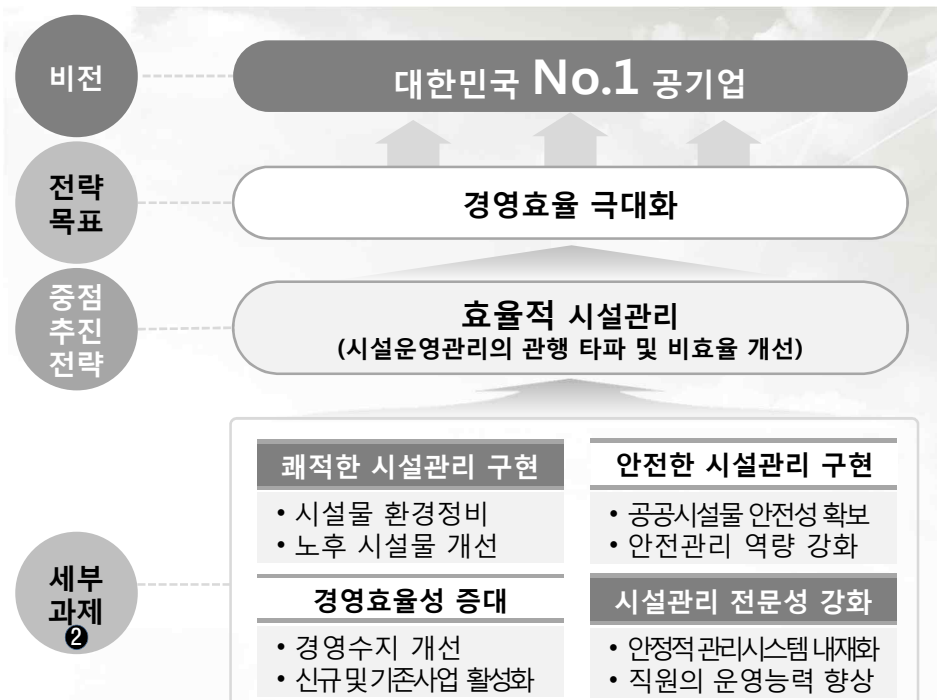 비전
대한민국 No.1 공기업
전략
목표
경영효율 극대화
중점
추진
전략
효율적 시설관리
(시설운영관리의 관행 타파 및 비효율 개선)
세부
과제
❷
쾌적한 시설관리 구현
• 시설물 환경정비
• 노후 시설물 개선
안전한 시설관리 구현
• 공공시설물 안전성 확보
• 안전관리 역량 강화
경영효율성 증대
• 경영수지 개선
• 신규및기존사업 활성화
시설관리 전문성 강화
• 안정적관리시스템내재화
• 직원의 운영능력 향상